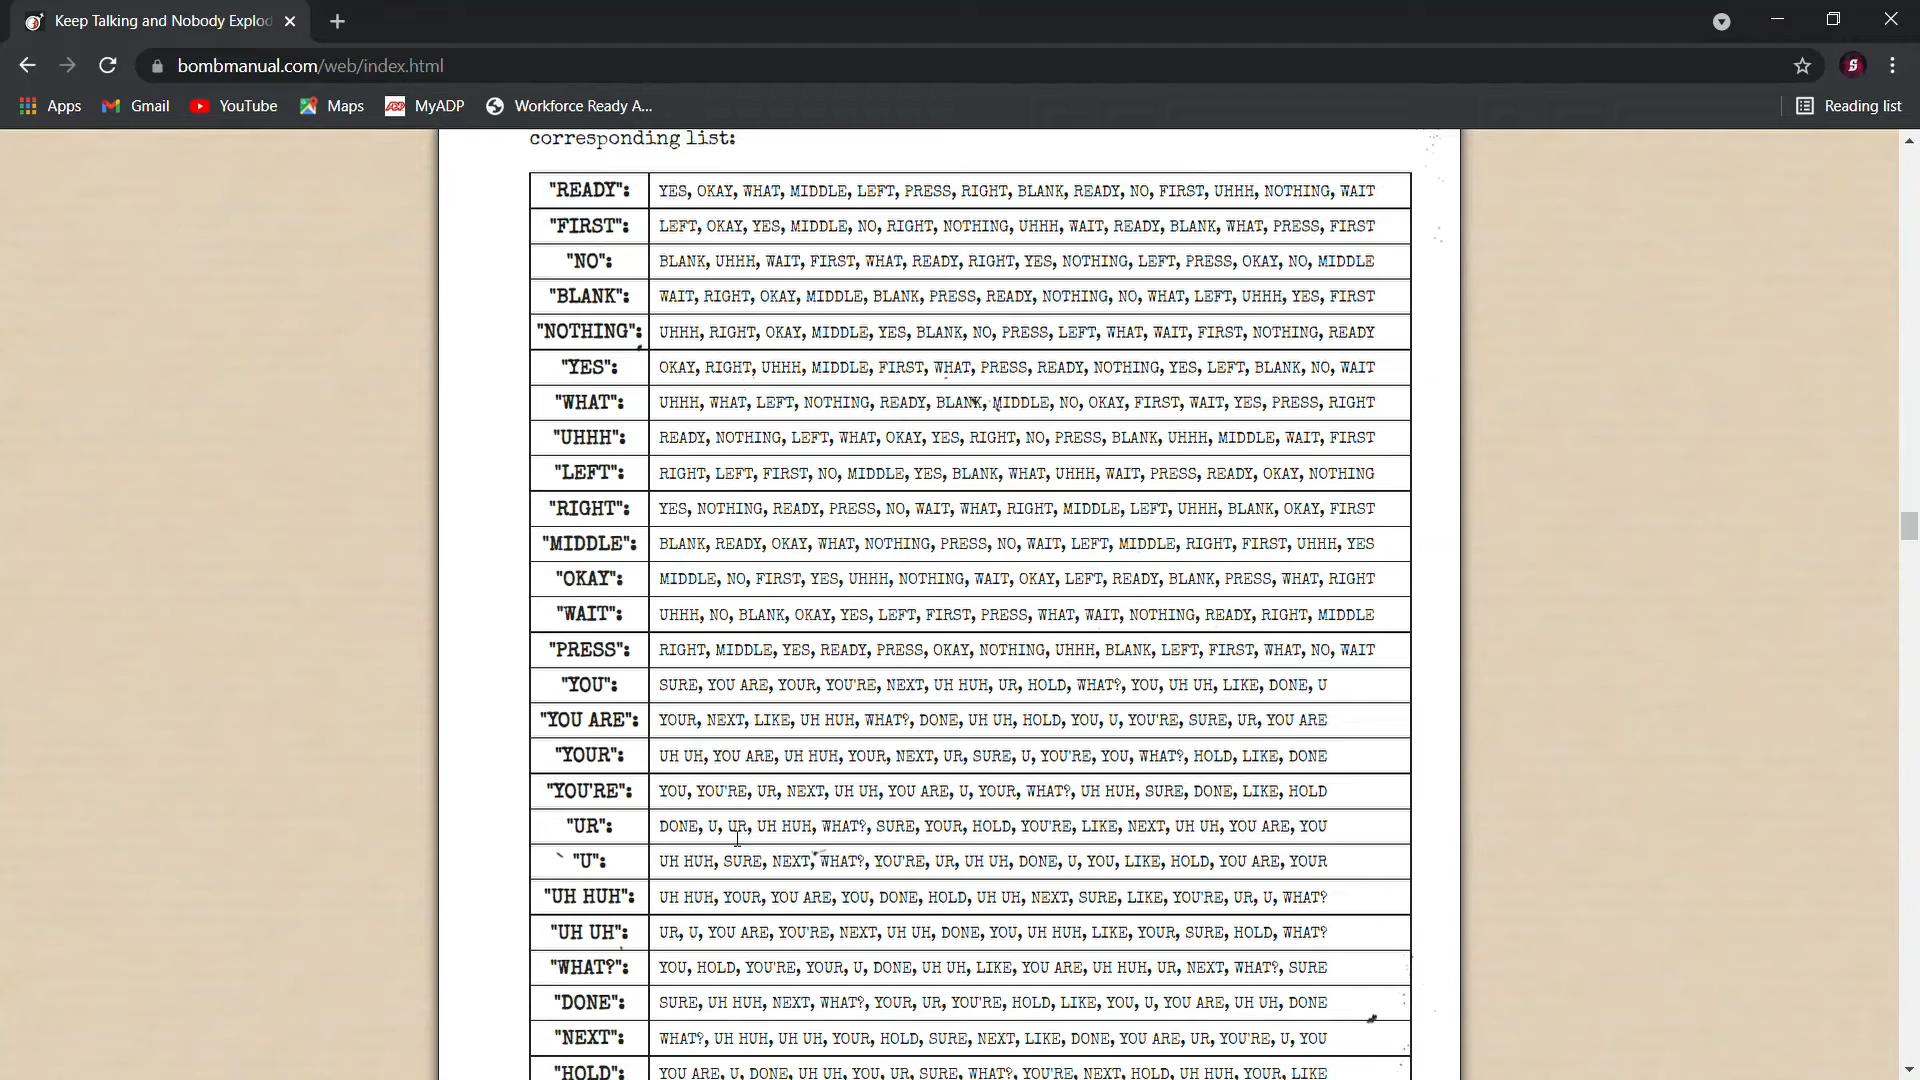 Keep Talking and Nobody Explod
bombmanual.com/web/index.html
Apps Gmail YouTube Maps MyADP Workforce Ready A... Reading list
corresponding list:
"READY": YES, OKAY, WHAT, MIDDLE, LEFT, PRESS, RIGHT, BLANK, READY, NO, FIRST, UHHH, NOTHING, WAIT
"FIRST": LEFT, OKAY, YES, MIDDLE, NO, RIGHT, NOTHING, UHHH, WAIT, READY, BLANK, WHAT, PRESS, FIRST
"NO": BLANK, UHHH, WAIT, FIRST, WHAT, READY, RIGHT, YES, NOTHING, LEFT, PRESS, OKAY, NO, MIDDLE
"BLANK": WAIT, RIGHT, OKAY, MIDDLE, BLANK, PRESS, READY, NOTHING, NO, WHAT, LEFT, UHHH, YES, FIRST
"NOTHING": UHHH, RIGHT, OKAY, MIDDLE, YES, BLANK, NO, PRESS, LEFT, WHAT, WAIT, FIRST, NOTHING, READY
"YES": OKAY, RIGHT, UHHH, MIDDLE, FIRST, WHAT, PRESS, READY, NOTHING, YES, LEFT, BLANK, NO, WAIT
"WHAT": UHHH, WHAT, LEFT, NOTHING, READY, BLANK, MIDDLE, NO, OKAY, FIRST, WAIT, YES, PRESS, RIGHT
"UHHH": READY, NOTHING, LEFT, WHAT, OKAY, YES, RIGHT, NO, PRESS, BLANK, UHHH, MIDDLE, WAIT, FIRST
"LEFT": RIGHT, LEFT, FIRST, NO, MIDDLE, YES, BLANK, WHAT, UHHH, WAIT, PRESS, READY, OKAY, NOTHING
"RIGHT": YES, NOTHING, READY, PRESS, NO, WAIT, WHAT, RIGHT, MIDDLE, LEFT, UHHH, BLANK, OKAY, FIRST
"MIDDLE": BLANK, READY, OKAY, WHAT, NOTHING, PRESS, NO, WAIT, LEFT, MIDDLE, RIGHT, FIRST, UHHH, YES
"OKAY": MIDDLE, NO, FIRST, YES, UHHH, NOTHING, WAIT, OKAY, LEFT, READY, BLANK, PRESS, WHAT, RIGHT
"WAIT": UHHH, NO, BLANK, OKAY, YES, LEFT, FIRST, PRESS, WHAT, WAIT, NOTHING, READY, RIGHT, MIDDLE
"PRESS": RIGHT, MIDDLE, YES, READY, PRESS, OKAY, NOTHING, UHHH, BLANK, LEFT, FIRST, WHAT, NO, WAIT
"YOU": SURE, YOU ARE, YOUR, YOU'RE, NEXT, UH HUH, UR, HOLD, WHAT?, YOU, UH UH, LIKE, DONE, U
"YOU ARE": YOUR, NEXT, LIKE, UH HUH, WHAT?, DONE, UH UH, HOLD, YOU, U, YOU'RE, SURE, UR, YOU ARE
"YOUR": UH UH, YOU ARE, UH HUH, YOUR, NEXT, UR, SURE, U, YOU'RE, YOU, WHAT?, HOLD, LIKE, DONE
"YOU'RE": YOU, YOU'RE, UR, NEXT, UH UH, YOU ARE, U, YOUR, WHAT?, UH HUH, SURE, DONE, LIKE, HOLD
"UR": DONE, U, UR, UH HUH, WHAT?, SURE, YOUR, HOLD, YOU'RE, LIKE, NEXT, UH UH, YOU ARE, YOU
"U": UH HUH, SURE, NEXT, WHAT?, YOU'RE, UR, UH UH, DONE, U, YOU, LIKE, HOLD, YOU ARE, YOUR
"UH HUH": UH HUH, YOUR, YOU ARE, YOU, DONE, HOLD, UH UH, NEXT, SURE, LIKE, YOU'RE, UR, U, WHAT?
"UH UH": UR, U, YOU ARE, YOU'RE, NEXT, UH UH, DONE, YOU, UH HUH, LIKE, YOUR, SURE, HOLD, WHAT?
"WHAT?": YOU, HOLD, YOU'RE, YOUR, U, DONE, UH UH, LIKE, YOU ARE, UH HUH, UR, NEXT, WHAT?, SURE
"DONE": SURE, UH HUH, NEXT, WHAT?, YOUR, UR, YOU'RE, HOLD, LIKE, YOU, U, YOU ARE, UH UH, DONE
"NEXT": WHAT?, UH HUH, UH UH, YOUR, HOLD, SURE, NEXT, LIKE, DONE, YOU ARE, UR, YOU'RE, U, YOU
"HOLD": YOU ARE, U, DONE, UH UH, YOU, UR, SURE, WHAT?, YOU'RE, NEXT, HOLD, UH HUH, YOUR, LIKE